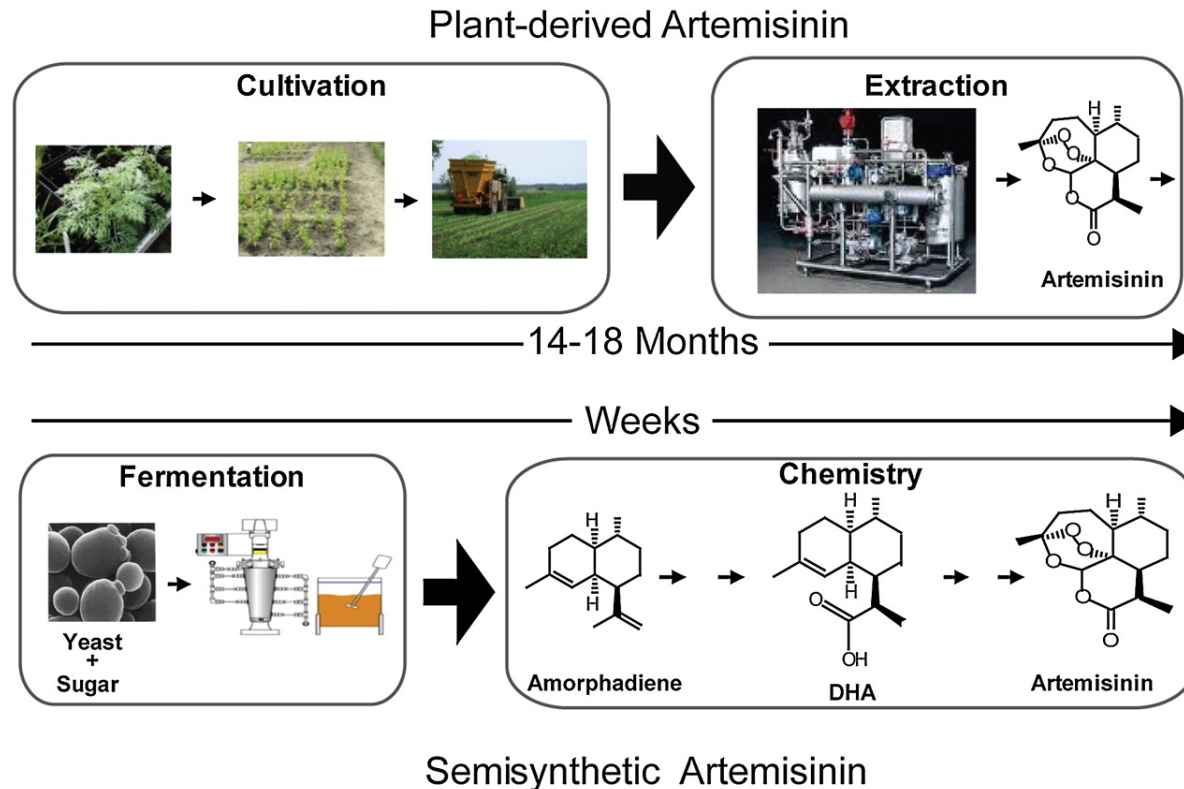 Plant-derived Artemisinin
Cultivation
Extraction
H
O
O
O
O
O
Artemisinin
14-18 Months
Weeks
Fermentation
Chemistry
Yeast
+
Sugar
H
H
Amorphadiene
H
H
O
OH
DHA
H
O
O
O
O
O
Artemisinin
Semisynthetic Artemisinin